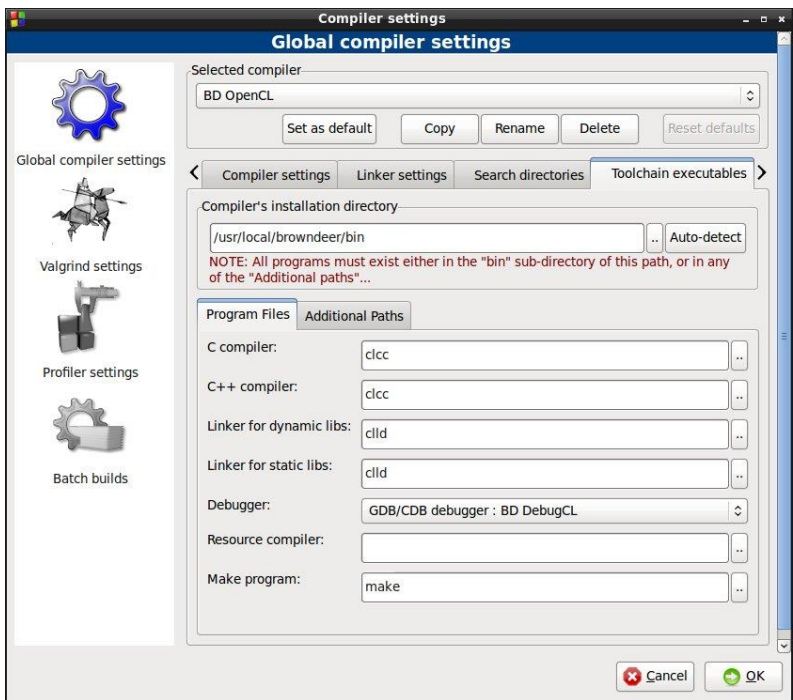 Compiler settings
Global compiler settings
Global compiler settings
Valgrind settings
Profiler settings
Batch builds
Selected compiler
BD OpenCL
Set as default Copy Rename Delete Reset defaults
Compiler settings Linker settings Search directories Toolchain executables
Compiler's installation directory
/usr/local/browndeer/bin .. Auto-detect
NOTE: All programs must exist either in the "bin" sub-directory of this path, or in any
of the "Additional paths"...
Program Files Additional Paths
C compiler: clcc ..
C++ compiler: clcc ..
Linker for dynamic libs: clld ..
Linker for static libs: clld ..
Debugger: GDB/CDB debugger : BD DebugCL
Resource compiler: ..
Make program: make ..
Cancel OK